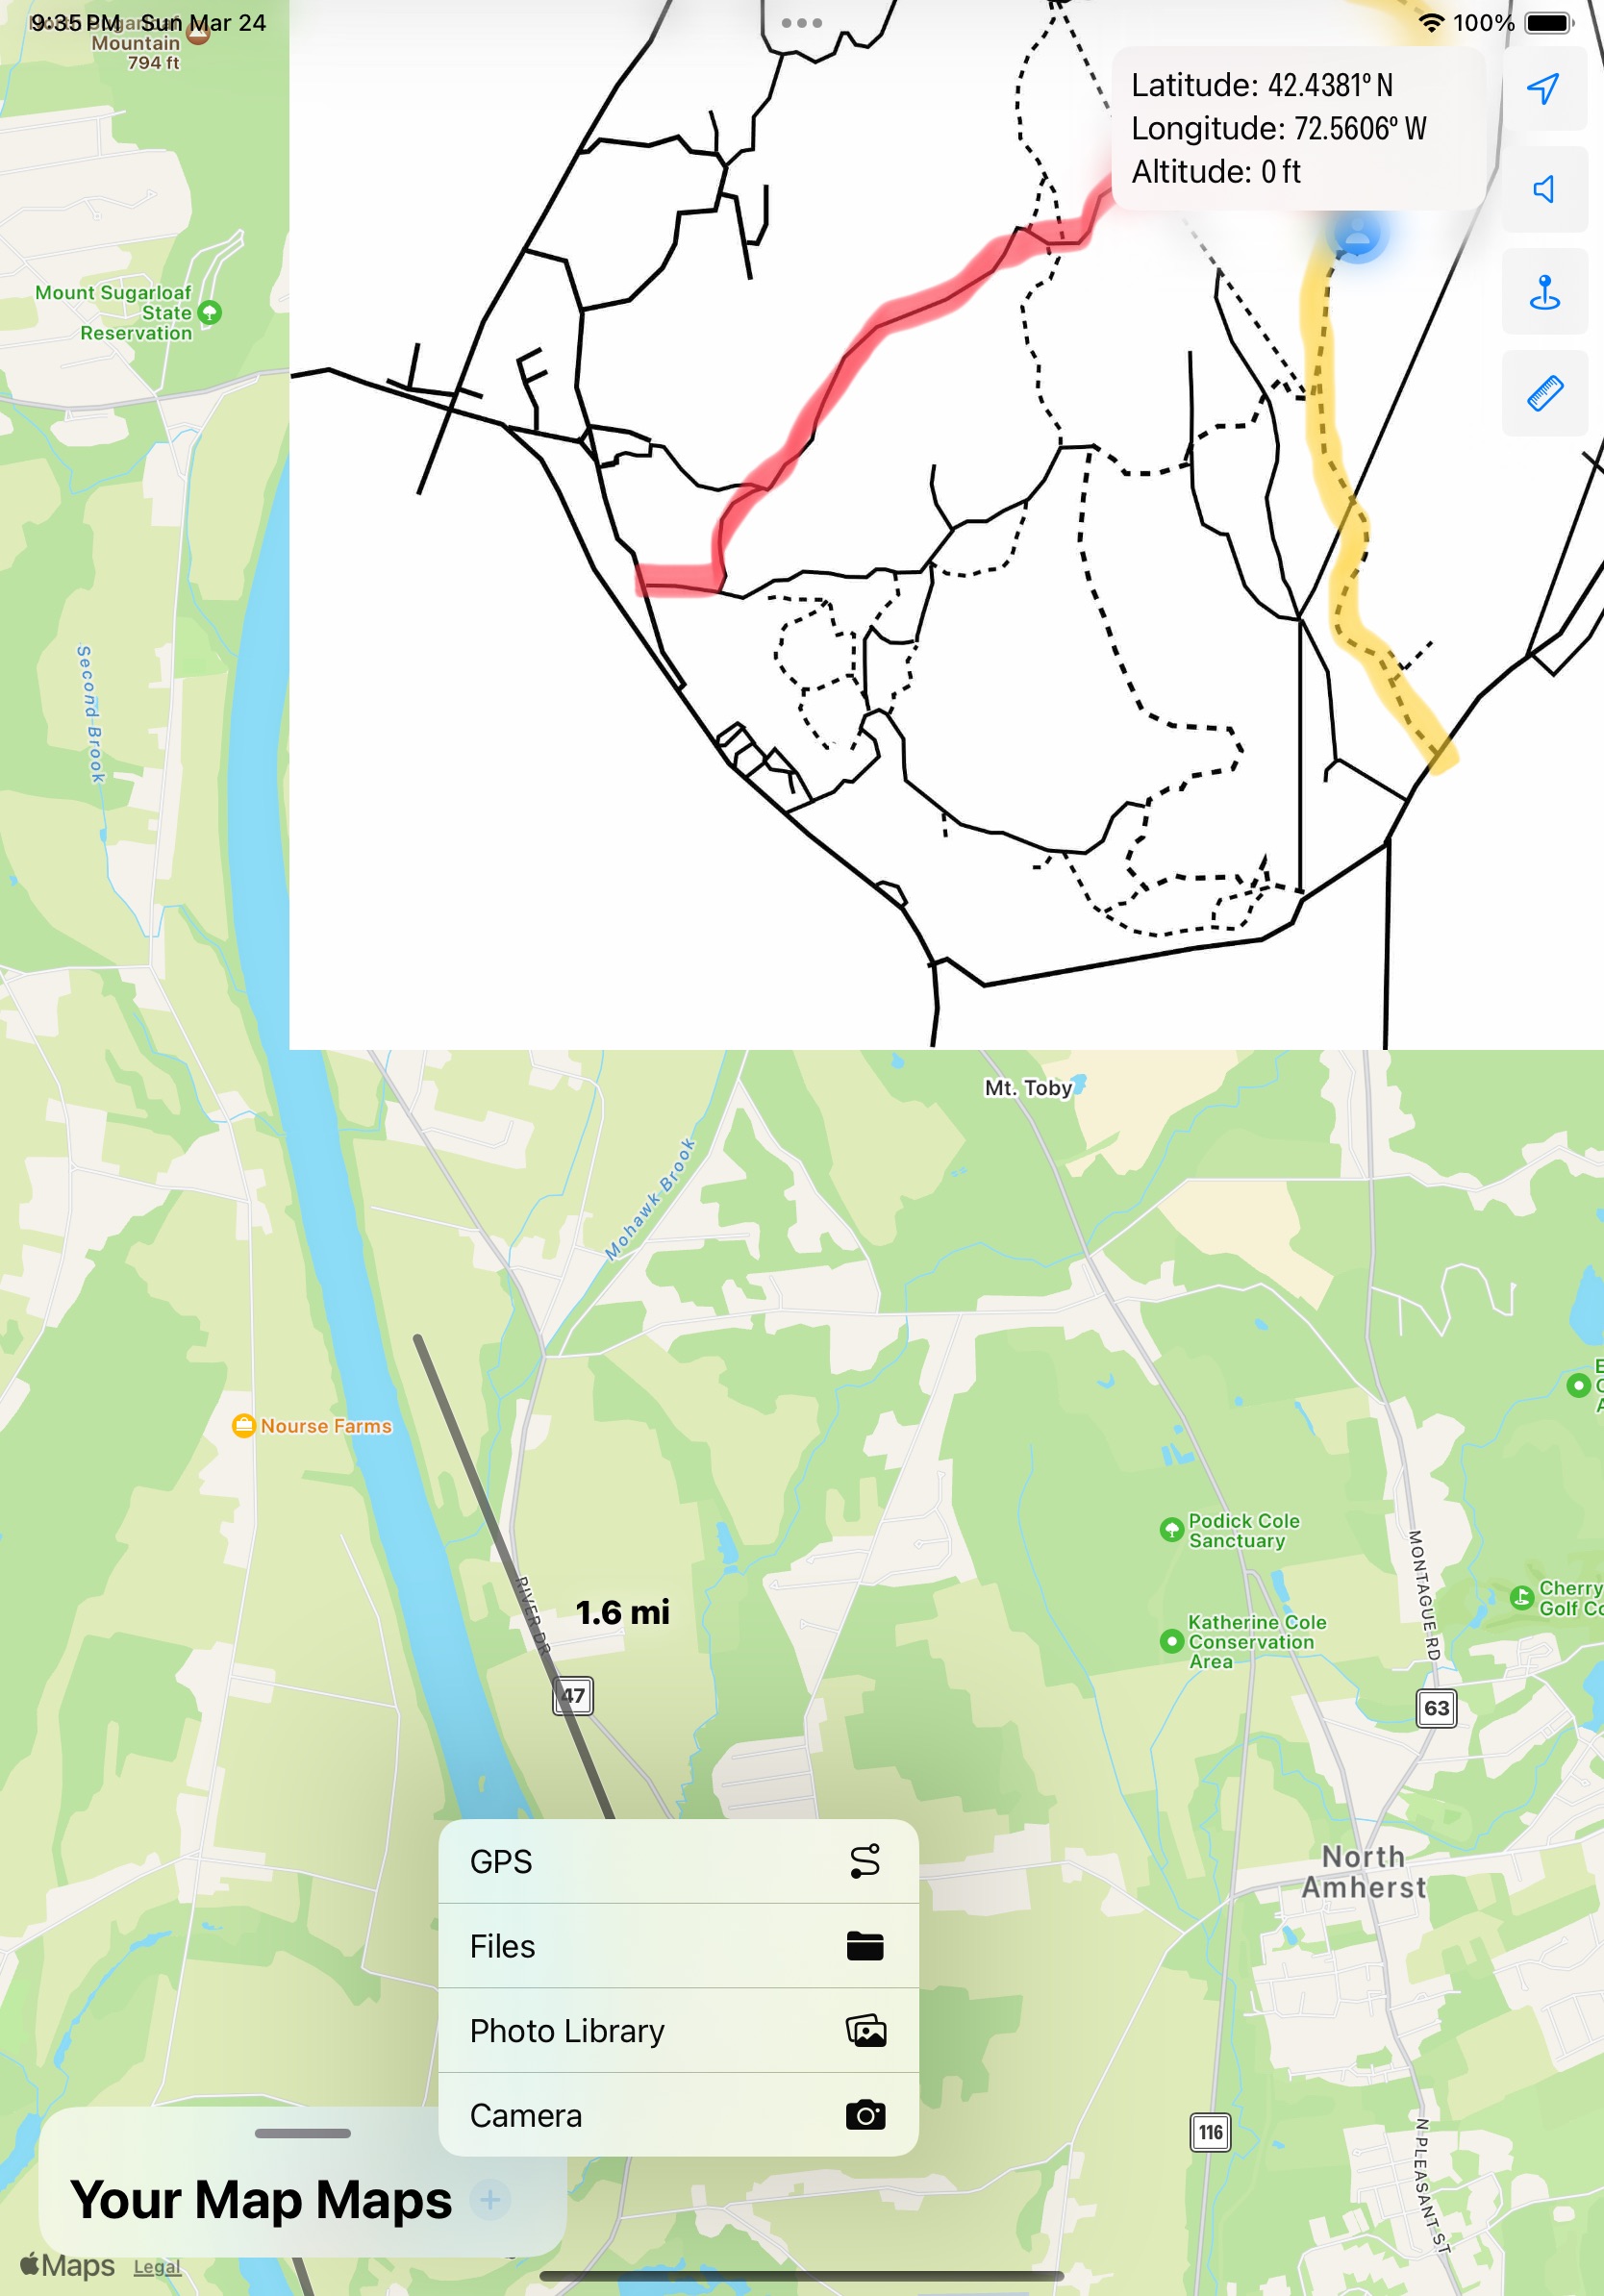 9:35 PM Sun Mar 24
100%
Mountain
794 ft
Latitude: 42.4381° N
Longitude: 72.5606° W
Altitude: 0 ft
Mount Sugarloaf
State
Reservation
Second Brook
Mt. Toby
Mohawk Brook
Nourse Farms
Podick Cole
Sanctuary
MONTAGUE RD
Cherry
Golf Co
RIVER DR
1.6 mi
Katherine Cole
Conservation
Area
47
63
North
Amherst
GPS
Files
Photo Library
Camera
116
N PLEASANT ST
Your Map Maps
Maps
Legal